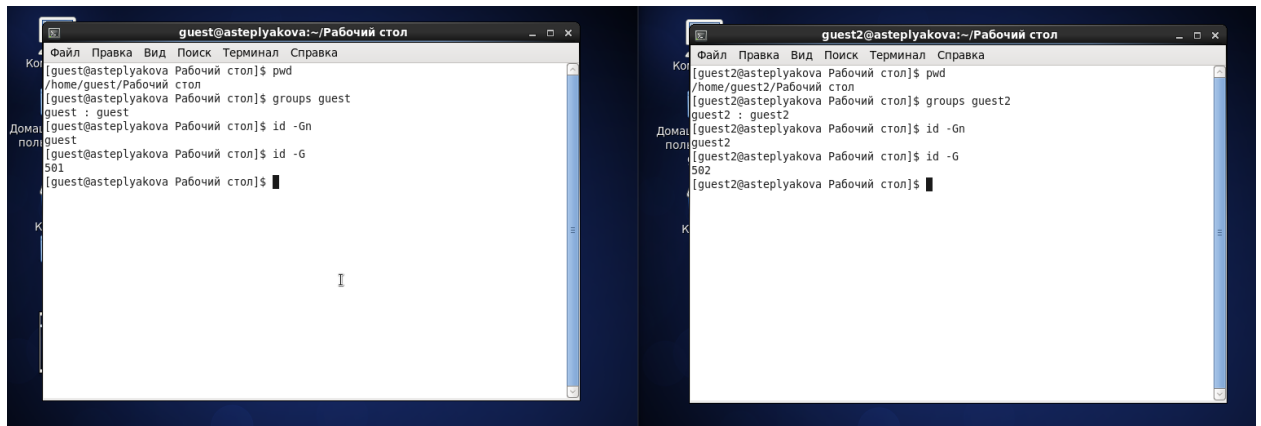 guest@asteplyakova:~/Рабочий стол
Файл Правка Вид Поиск Терминал Справка
[guest@asteplyakova Рабочий стол]$ pwd
/home/guest/Рабочий стол
[guest@asteplyakova Рабочий стол]$ groups guest
guest : guest
[guest@asteplyakova Рабочий стол]$ id -Gn
guest
[guest@asteplyakova Рабочий стол]$ id -G
501
[guest@asteplyakova Рабочий стол]$
guest2@asteplyakova:~/Рабочий стол
Файл Правка Вид Поиск Терминал Справка
[guest2@asteplyakova Рабочий стол]$ pwd
/home/guest2/Рабочий стол
[guest2@asteplyakova Рабочий стол]$ groups guest2
guest2 : guest2
[guest2@asteplyakova Рабочий стол]$ id -Gn
guest2
[guest2@asteplyakova Рабочий стол]$ id -G
502
[guest2@asteplyakova Рабочий стол]$